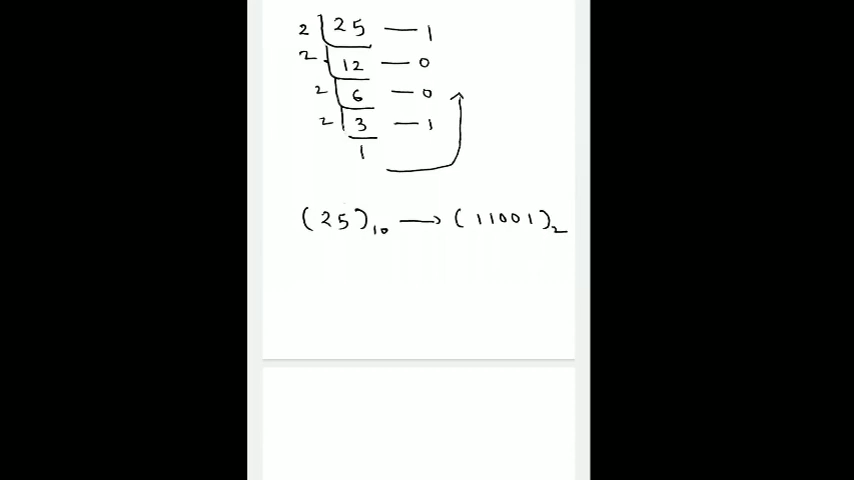 2 | 25 — 1
2 | 12 — 0
2 | 6 — 0
2 | 3 — 1
1
(25)₁₀ → (11001)₂